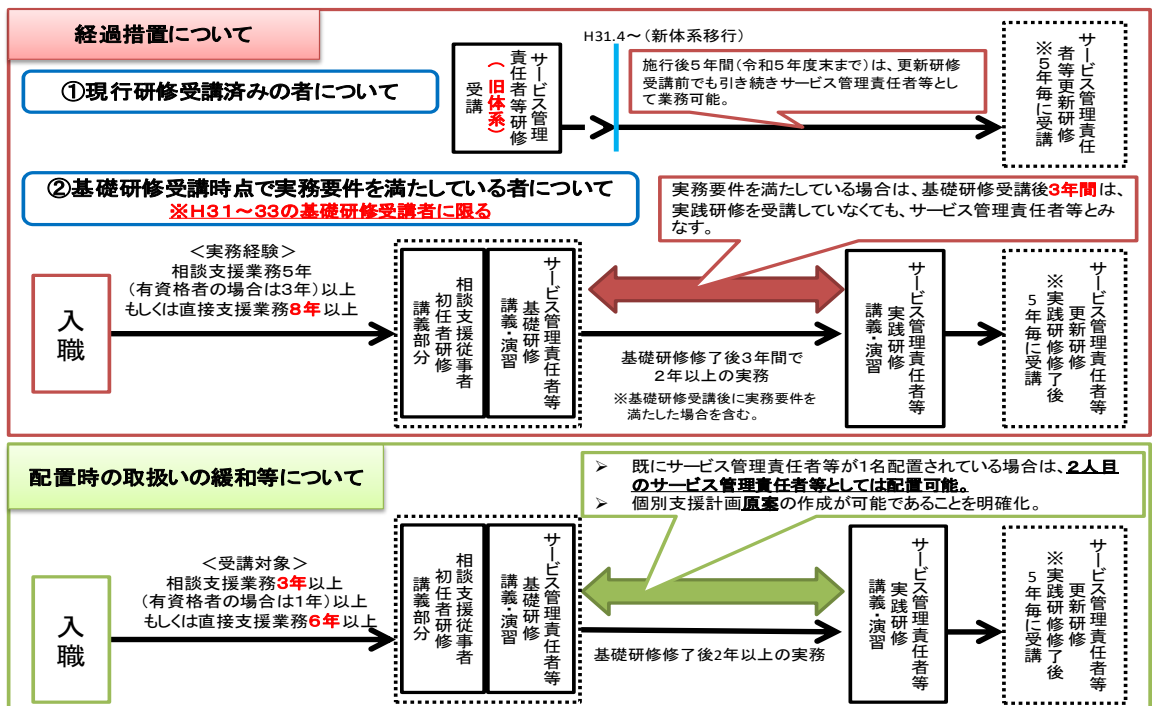 経過措置について
H31.4～（新体系移行）
①現行研修受講済みの者について
サービス管理
責任者等研修
（旧体系）
受講
施行後５年間（令和５年度末まで）は、更新研修
受講前でも引き続きサービス管理責任者等とし
て業務可能。
サービス管理責任
者等更新研修
※５年毎に受講
②基礎研修受講時点で実務要件を満たしている者について
※H31～33の基礎研修受講者に限る
実務要件を満たしている場合は、基礎研修受講後3年間は、
実践研修を受講していなくても、サービス管理責任者等とみ
なす。
入職
＜実務経験＞
相談支援業務５年
（有資格者の場合は3年）以上
もしくは直接支援業務8年以上
相談支援従事者
初任者研修
講義部分
サービス管理責任者等
基礎研修
講義・演習
基礎研修修了後３年間で
２年以上の実務
※基礎研修受講後に実務要件を
満たした場合を含む。
サービス管理責任者等
実践研修
講義・演習
サービス管理責任者等
更新研修
※実践研修修了後
５年毎に受講
配置時の取扱いの緩和等について
➢ 既にサービス管理責任者等が1名配置されている場合は、２人目
のサービス管理責任者等としては配置可能。
➢ 個別支援計画原案の作成が可能であることを明確化。
入職
＜受講対象＞
相談支援業務3年以上
（有資格者の場合は1年）以上
もしくは直接支援業務6年以上
相談支援従事者
初任者研修
講義部分
サービス管理責任者等
基礎研修
講義・演習
基礎研修修了後2年以上の実務
サービス管理責任者等
実践研修
講義・演習
サービス管理責任者等
更新研修
※実践研修修了後
５年毎に受講